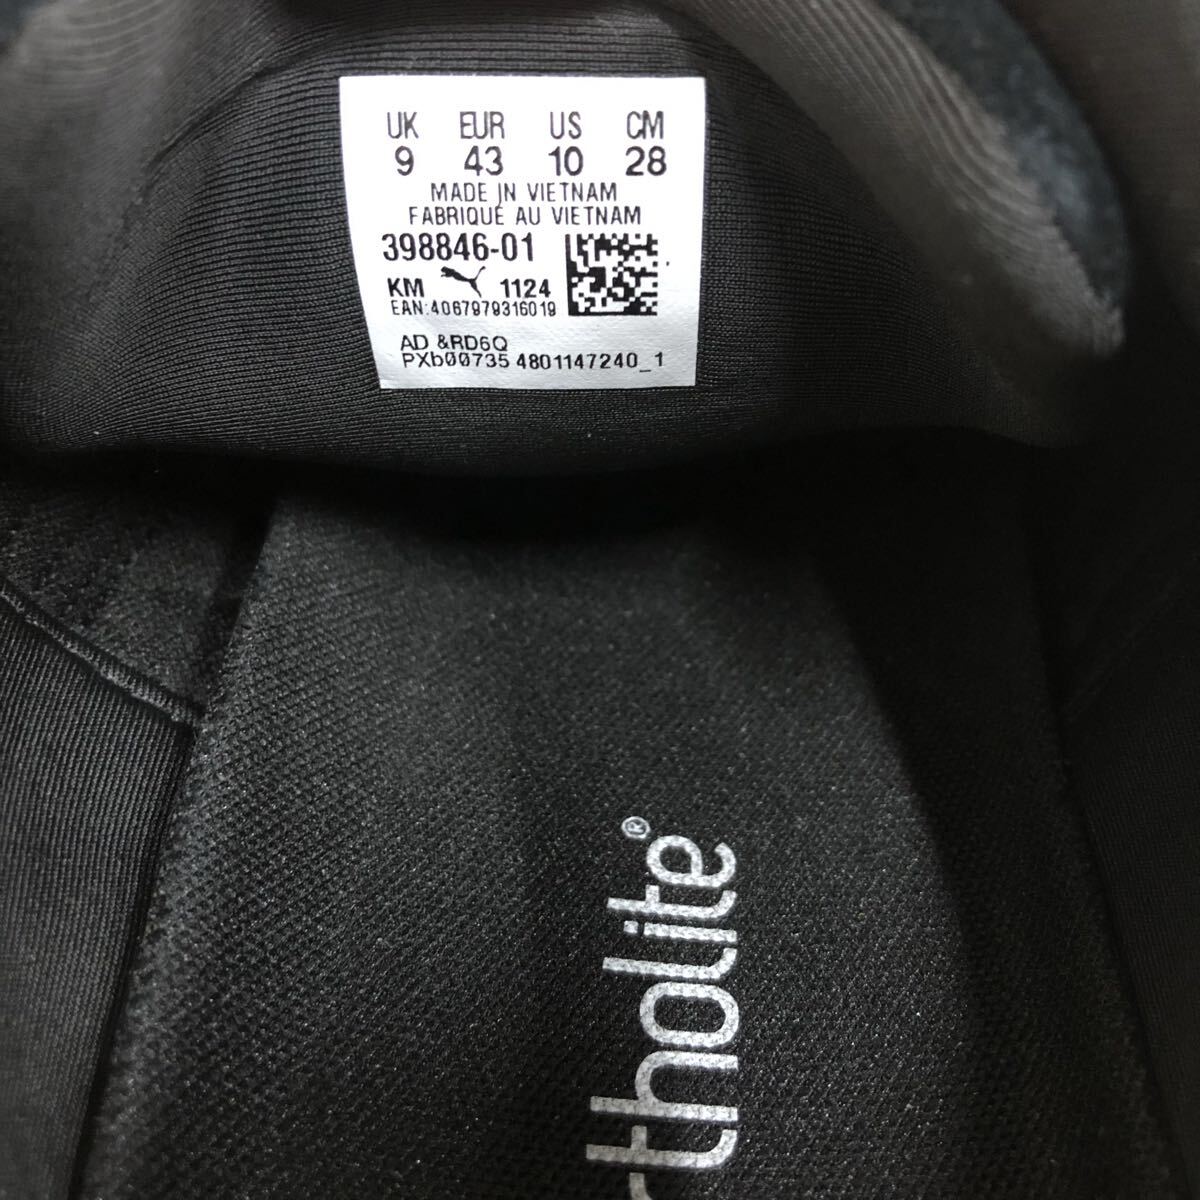 UK EUR US CM
9 43 10 28
MADE IN VIETNAM
FABRIQUÉ AU VIETNAM
398846-01
KM 1124
EAN:4067979316019
AD &RD6Q
PXb00735 4801147240_1
rtholite®